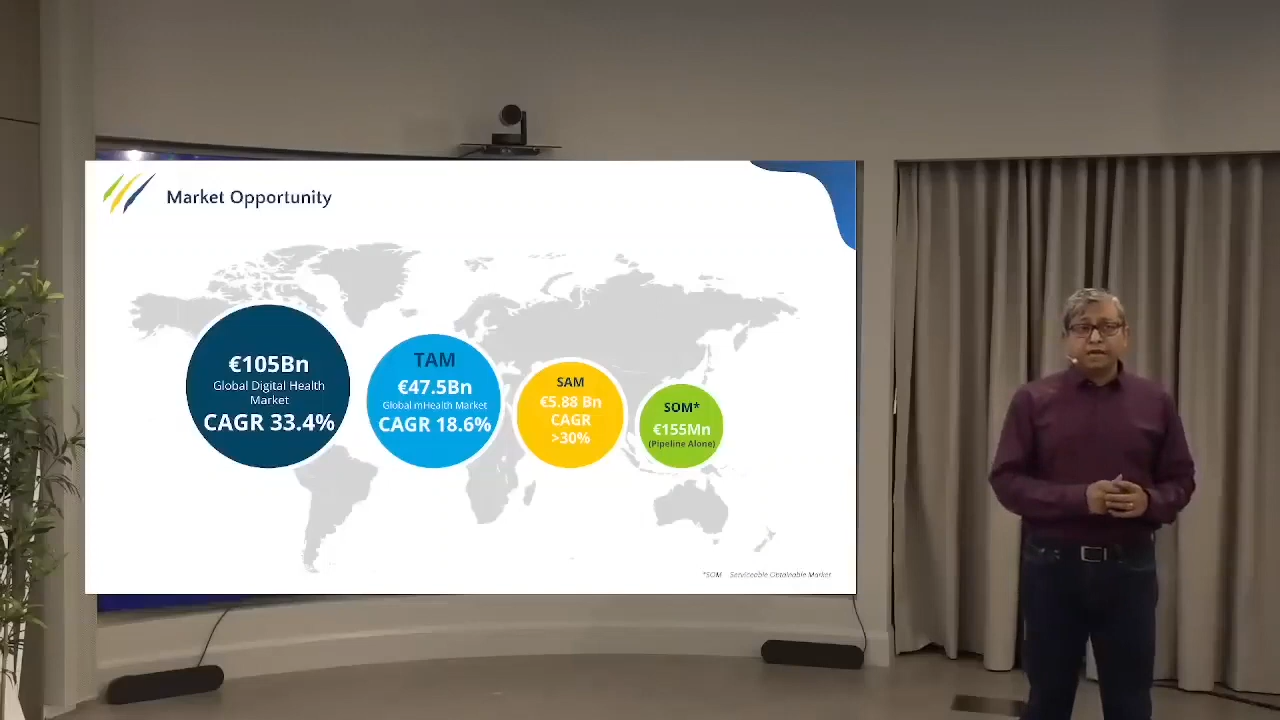 Market Opportunity
€105Bn
Global Digital Health
Market
CAGR 33.4%
TAM
€47.5Bn
Global mHealth Market
CAGR 18.6%
SAM
€5.88 Bn
CAGR
>30%
SOM*
€155Mn
(Pipeline Alone)
*SOM Serviceable Obtainable Market